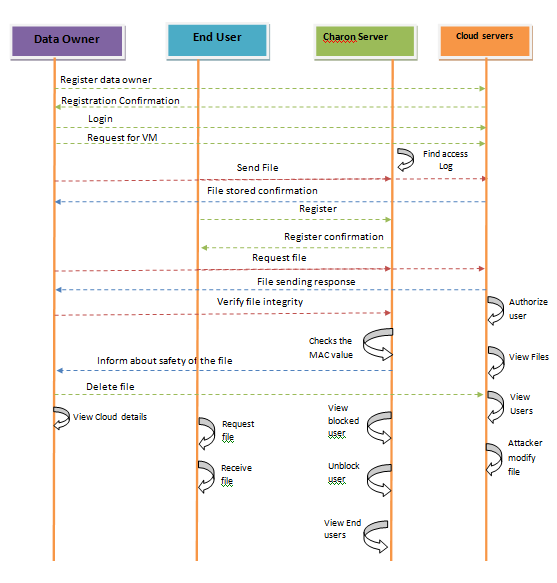 Data Owner
End User
Charon Server
Cloud servers
Register data owner
Registration Confirmation
Login
Request for VM
Find access
Log
Send File
File stored confirmation
Register
Register confirmation
Request file
File sending response
Verify file integrity
Authorize
user
Checks the
MAC value
View Files
Inform about safety of the file
Delete file
View
Users
View Cloud details
View
blocked
user
Request
file
Attacker
modify
file
Receive
file
Unblock
user
View End
users